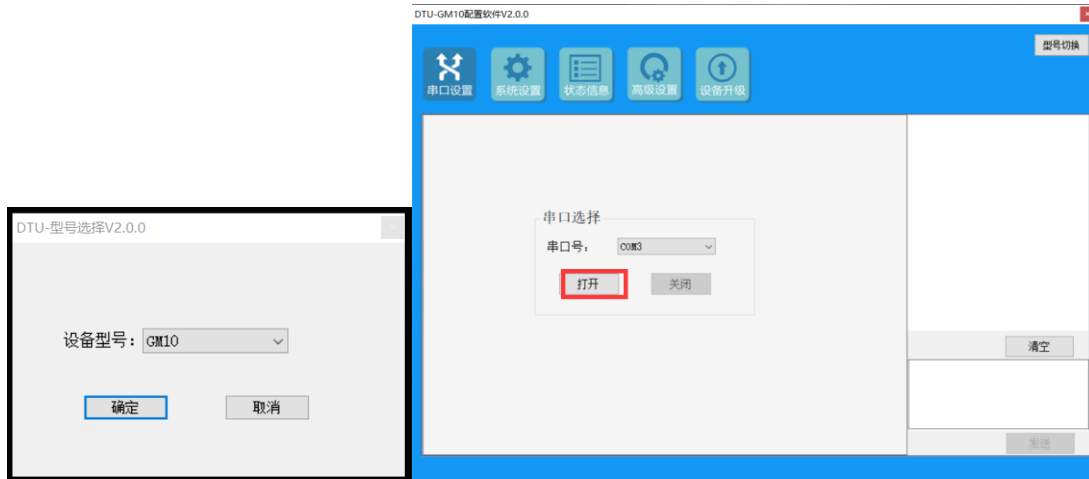 DTU-型号选择V2.0.0
设备型号：
GM10
确定
取消
DTU-GM10配置软件V2.0.0
型号切换
串口设置
系统设置
状态信息
高级设置
设备升级
串口选择
串口号：
COM3
打开
关闭
清空
发送